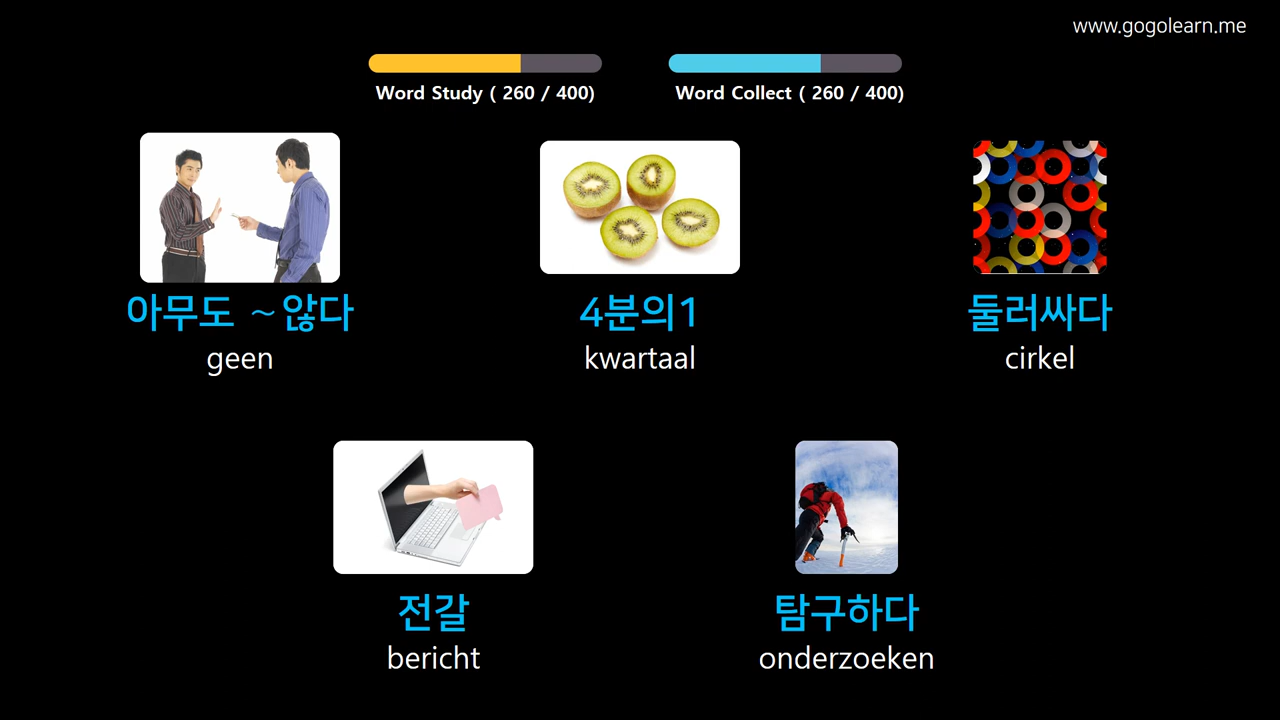 www.gogolearn.me
Word Study ( 260 / 400)
Word Collect ( 260 / 400)
아무도 ~않다
geen
4분의1
kwartaal
둘러싸다
cirkel
전갈
bericht
탐구하다
onderzoeken